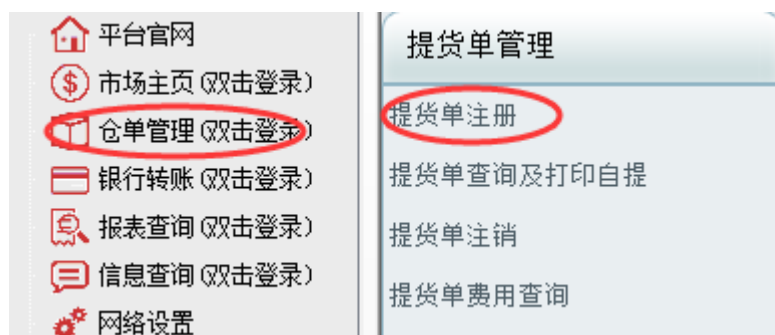 平台官网
市场主页(双击登录)
仓单管理(双击登录)
银行转账(双击登录)
报表查询(双击登录)
信息查询(双击登录)
网络设置
提货单管理
提货单注册
提货单查询及打印自提
提货单注销
提货单费用查询